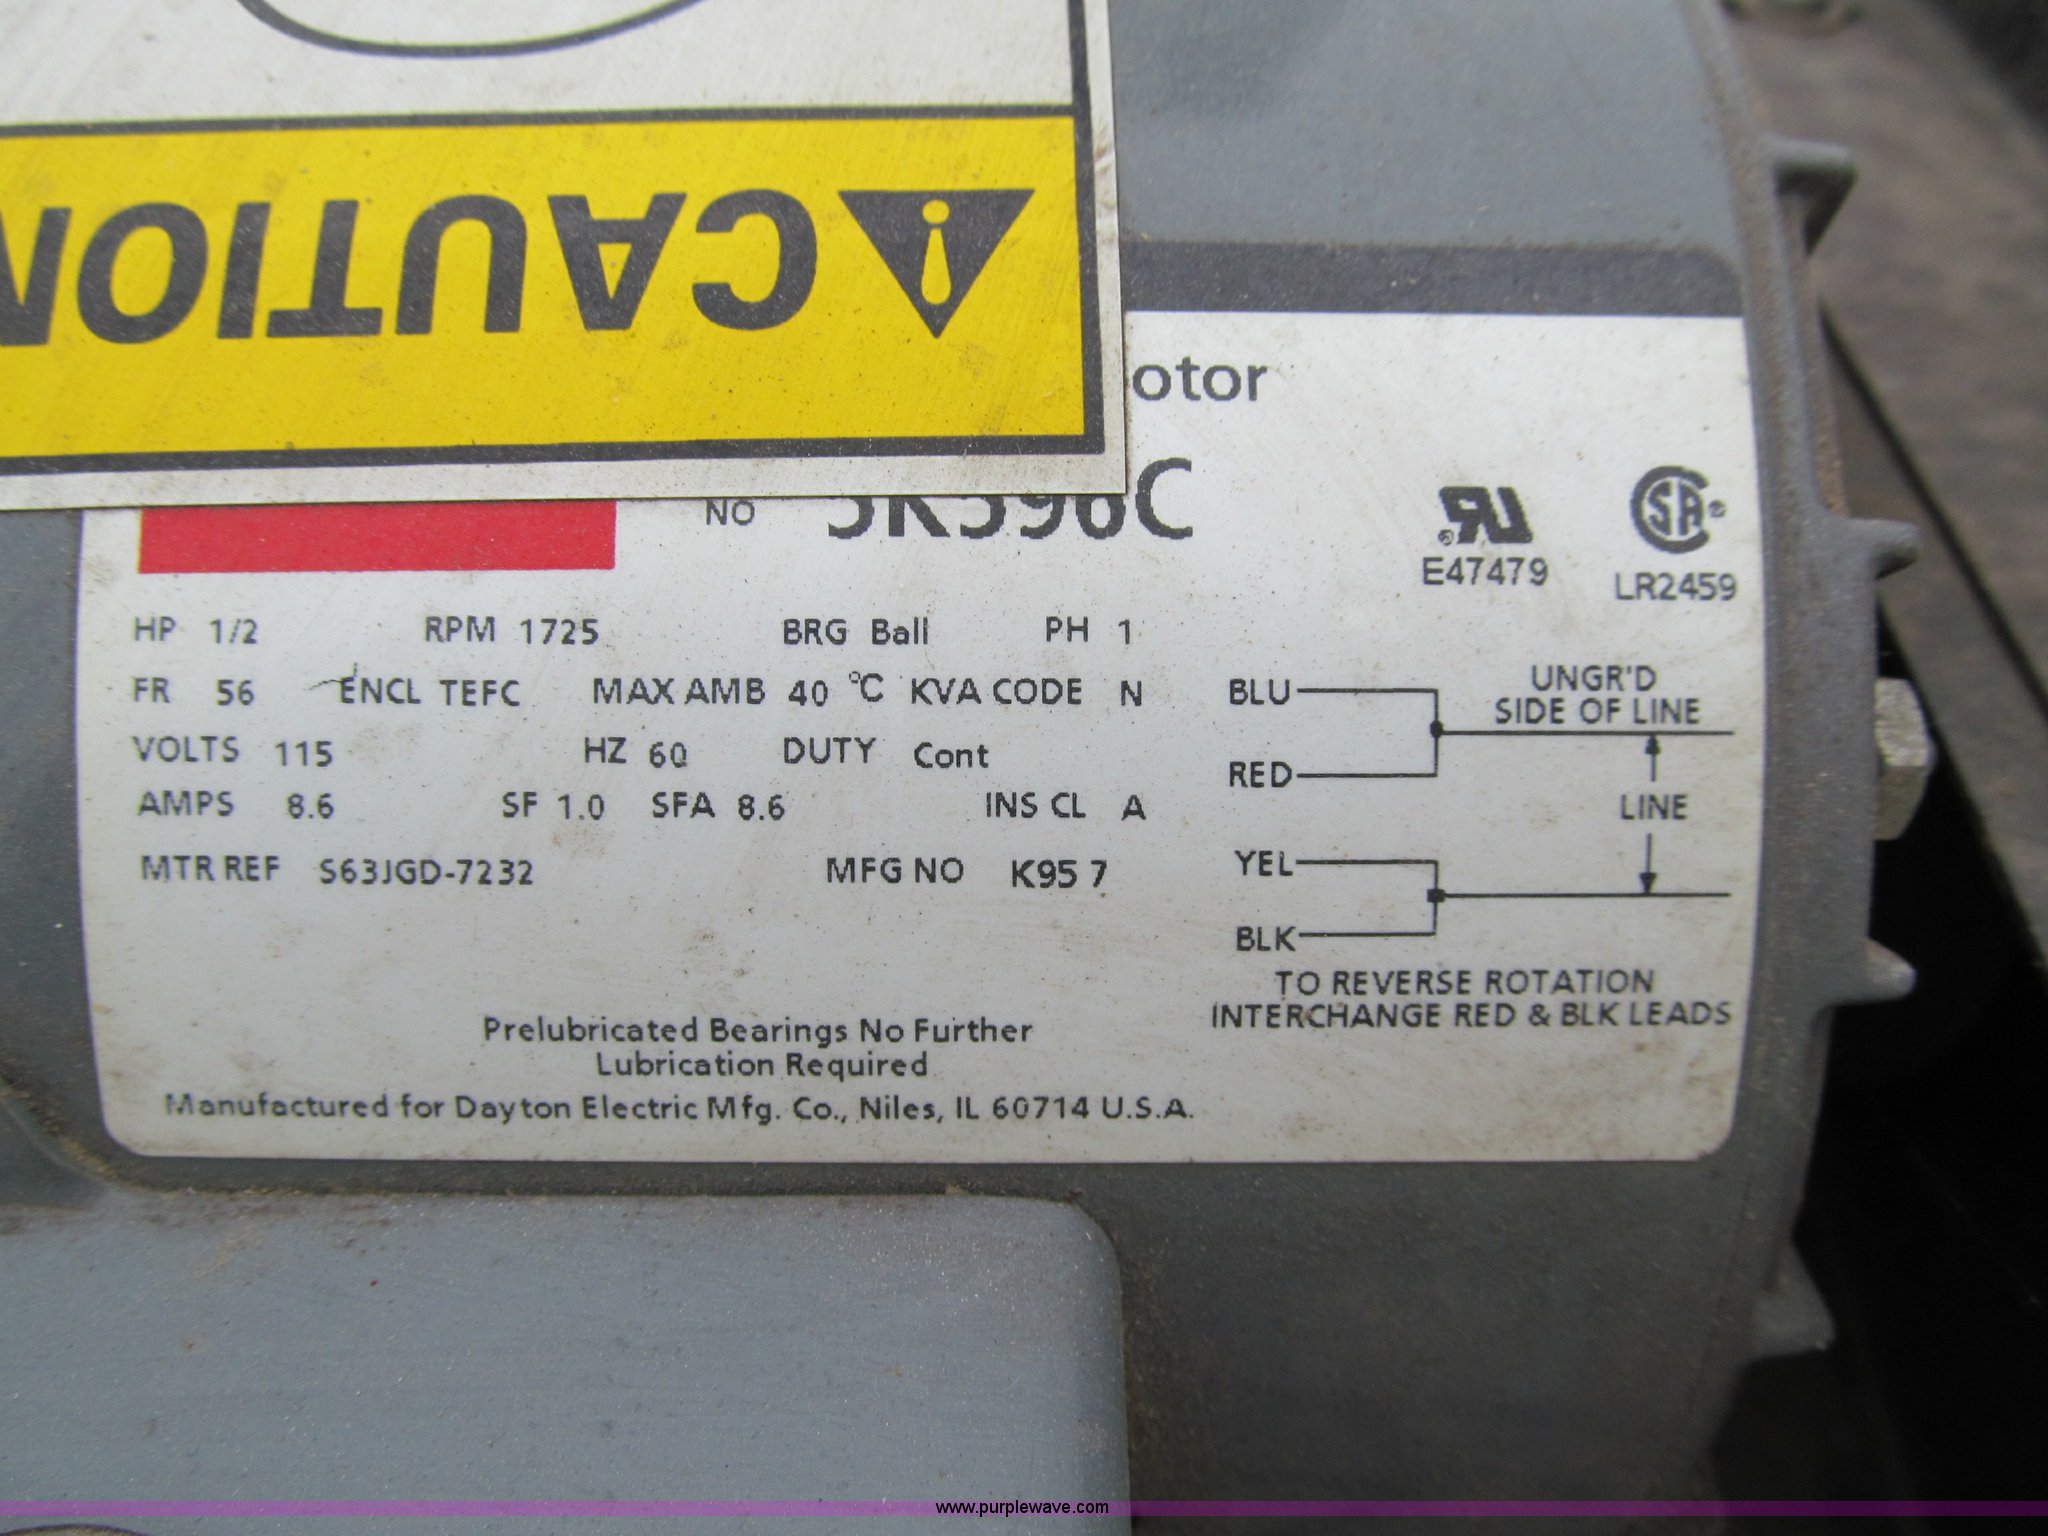 CAUTION
otor
NO 5K596C
E47479
LR2459
HP 1/2 RPM 1725 BRG Ball PH 1
FR 56 ENCL TEFC MAX AMB 40 °C KVA CODE N
VOLTS 115 HZ 60 DUTY Cont
AMPS 8.6 SF 1.0 SFA 8.6 INS CL A
MTR REF S63JGD-7232 MFG NO K95 7
UNGR'D
SIDE OF LINE
BLU
RED
LINE
YEL
BLK
TO REVERSE ROTATION
INTERCHANGE RED & BLK LEADS
Prelubricated Bearings No Further
Lubrication Required
Manufactured for Dayton Electric Mfg. Co., Niles, IL 60714 U.S.A.
www.purplewave.com